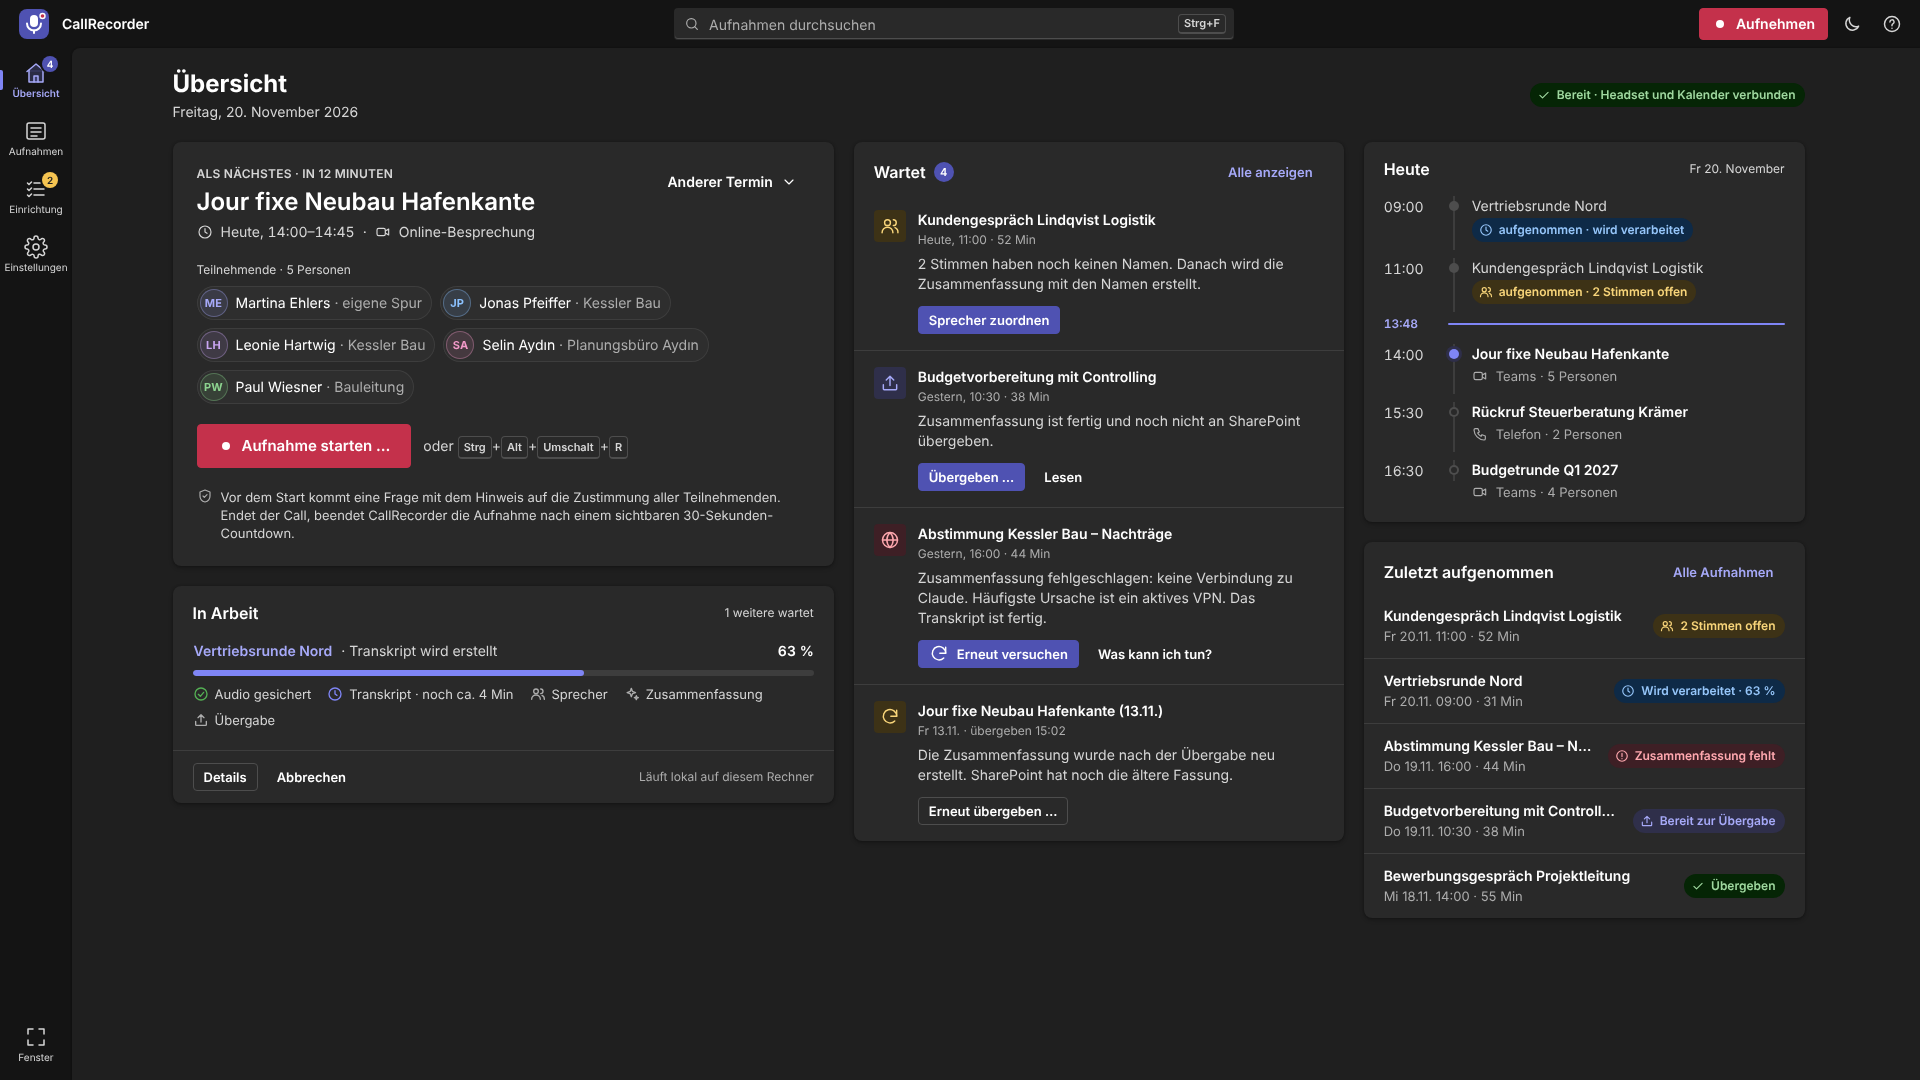 CallRecorder
Aufnahmen durchsuchen
Strg+F
Aufnehmen
4
Übersicht
Aufnahmen
2
Einrichtung
Einstellungen
Fenster
Übersicht
Freitag, 20. November 2026
Bereit · Headset und Kalender verbunden
ALS NÄCHSTES · IN 12 MINUTEN
Jour fixe Neubau Hafenkante
Anderer Termin
Heute, 14:00–14:45 · Online-Besprechung
Teilnehmende · 5 Personen
ME Martina Ehlers · eigene Spur
JP Jonas Pfeiffer · Kessler Bau
LH Leonie Hartwig · Kessler Bau
SA Selin Aydın · Planungsbüro Aydın
PW Paul Wiesner · Bauleitung
Aufnahme starten ...
oder Strg + Alt + Umschalt + R
Vor dem Start kommt eine Frage mit dem Hinweis auf die Zustimmung aller Teilnehmenden.
Endet der Call, beendet CallRecorder die Aufnahme nach einem sichtbaren 30-Sekunden-
Countdown.
In Arbeit
1 weitere wartet
Vertriebsrunde Nord · Transkript wird erstellt
63 %
Audio gesichert
Transkript · noch ca. 4 Min
Sprecher
Zusammenfassung
Übergabe
Details
Abbrechen
Läuft lokal auf diesem Rechner
Wartet 4
Alle anzeigen
Kundengespräch Lindqvist Logistik
Heute, 11:00 · 52 Min
2 Stimmen haben noch keinen Namen. Danach wird die
Zusammenfassung mit den Namen erstellt.
Sprecher zuordnen
Budgetvorbereitung mit Controlling
Gestern, 10:30 · 38 Min
Zusammenfassung ist fertig und noch nicht an SharePoint
übergeben.
Übergeben ...
Lesen
Abstimmung Kessler Bau – Nachträge
Gestern, 16:00 · 44 Min
Zusammenfassung fehlgeschlagen: keine Verbindung zu
Claude. Häufigste Ursache ist ein aktives VPN. Das
Transkript ist fertig.
Erneut versuchen
Was kann ich tun?
Jour fixe Neubau Hafenkante (13.11.)
Fr 13.11. · übergeben 15:02
Die Zusammenfassung wurde nach der Übergabe neu
erstellt. SharePoint hat noch die ältere Fassung.
Erneut übergeben ...
Heute
Fr 20. November
09:00 Vertriebsrunde Nord
aufgenommen · wird verarbeitet
11:00 Kundengespräch Lindqvist Logistik
aufgenommen · 2 Stimmen offen
13:48
14:00 Jour fixe Neubau Hafenkante
Teams · 5 Personen
15:30 Rückruf Steuerberatung Krämer
Telefon · 2 Personen
16:30 Budgetrunde Q1 2027
Teams · 4 Personen
Zuletzt aufgenommen
Alle Aufnahmen
Kundengespräch Lindqvist Logistik
Fr 20.11. 11:00 · 52 Min
2 Stimmen offen
Vertriebsrunde Nord
Fr 20.11. 09:00 · 31 Min
Wird verarbeitet · 63 %
Abstimmung Kessler Bau – N...
Do 19.11. 16:00 · 44 Min
Zusammenfassung fehlt
Budgetvorbereitung mit Controll...
Do 19.11. 10:30 · 38 Min
Bereit zur Übergabe
Bewerbungsgespräch Projektleitung
Mi 18.11. 14:00 · 55 Min
Übergeben